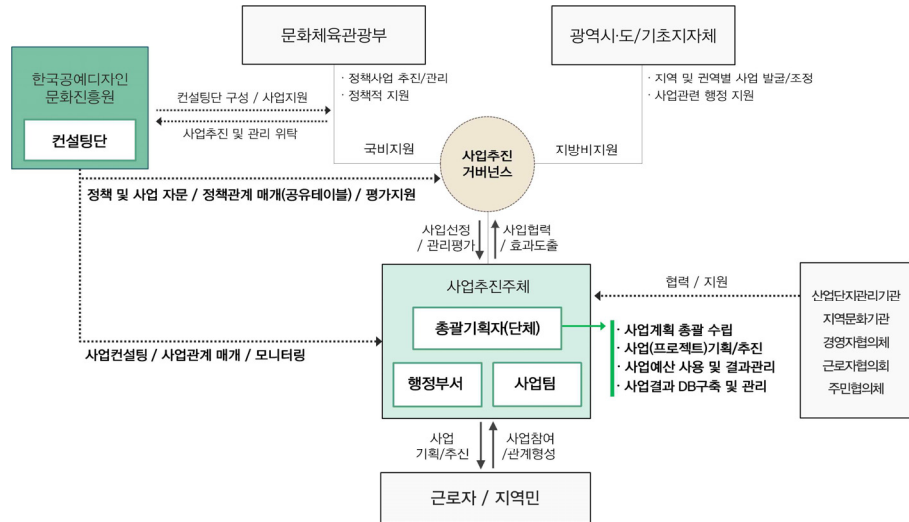 문화체육관광부
· 정책사업 추진/관리
· 정책적 지원
광역시·도/기초지자체
· 지역 및 권역별 사업 발굴/조정
· 사업관련 행정 지원
한국공예디자인
문화진흥원
컨설팅단
컨설팅단 구성 / 사업지원
사업추진 및 관리 위탁
국비지원
사업추진
거버넌스
지방비지원
정책 및 사업 자문 / 정책관계 매개(공유테이블) / 평가지원
사입선정
/ 관리평가
사입협력
/ 효과도출
사업추진주체
총괄기획자(단체)
행정부서
사업팀
· 사업계획 총괄 수립
· 사업(프로젝트)기획/추진
· 사업예산 사용 및 결과관리
· 사업결과 DB구축 및 관리
협력 / 지원
산업단지관리기관
지역문화기관
경영자협의체
근로자협의회
주민협의체
사업컨설팅 / 사업관계 매개 / 모니터링
사업
기획/추신
사업참여
/관계형성
근로자 / 지역민